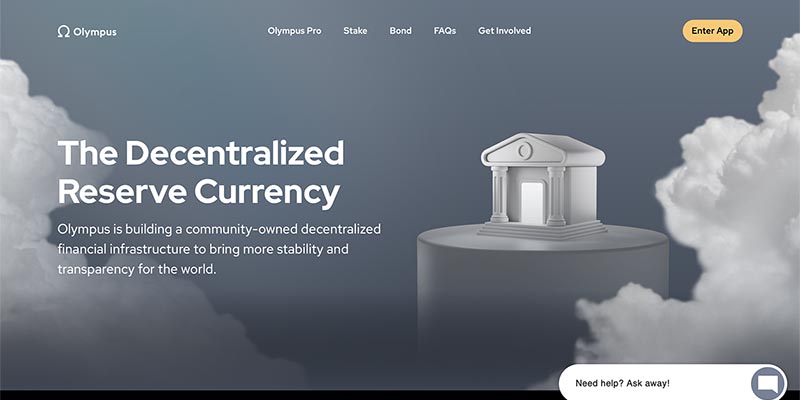 Olympus
Olympus Pro
Stake
Bond
FAQs
Get Involved
Enter App
The Decentralized
Reserve Currency
Olympus is building a community-owned decentralized
financial infrastructure to bring more stability and
transparency for the world.
Need help? Ask away!